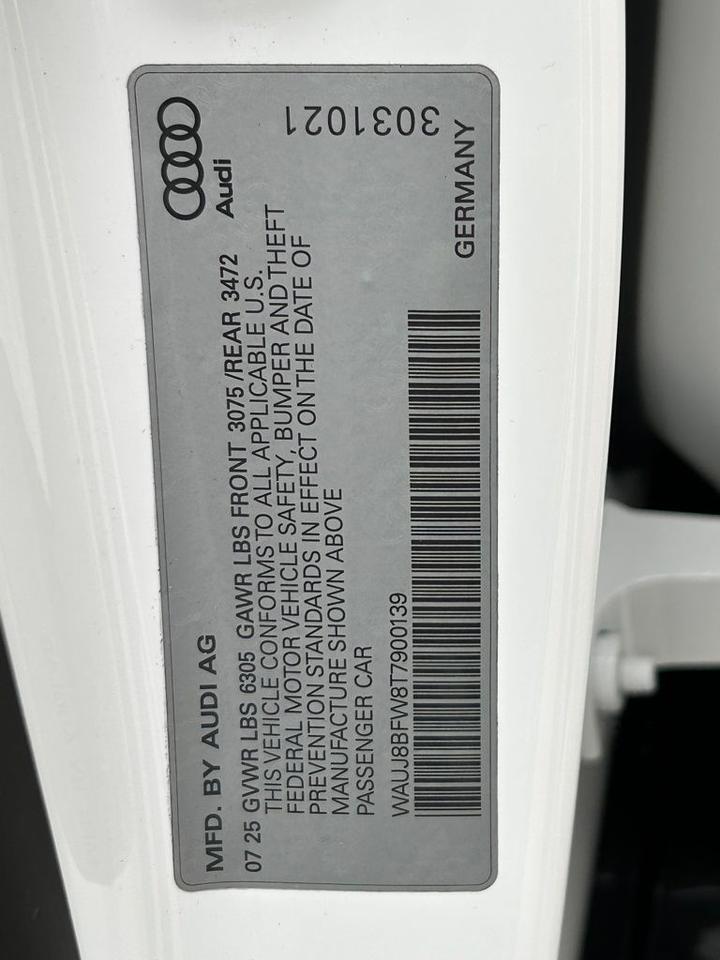 MFD. BY AUDI AG
Audi
07 25 GVWR LBS 6305 GAWR LBS FRONT 3075 /REAR 3472
THIS VEHICLE CONFORMS TO ALL APPLICABLE U.S.
FEDERAL MOTOR VEHICLE SAFETY, BUMPER AND THEFT
PREVENTION STANDARDS IN EFFECT ON THE DATE OF
MANUFACTURE SHOWN ABOVE
PASSENGER CAR
3031021
WAUJ8BFW8T7900139
GERMANY